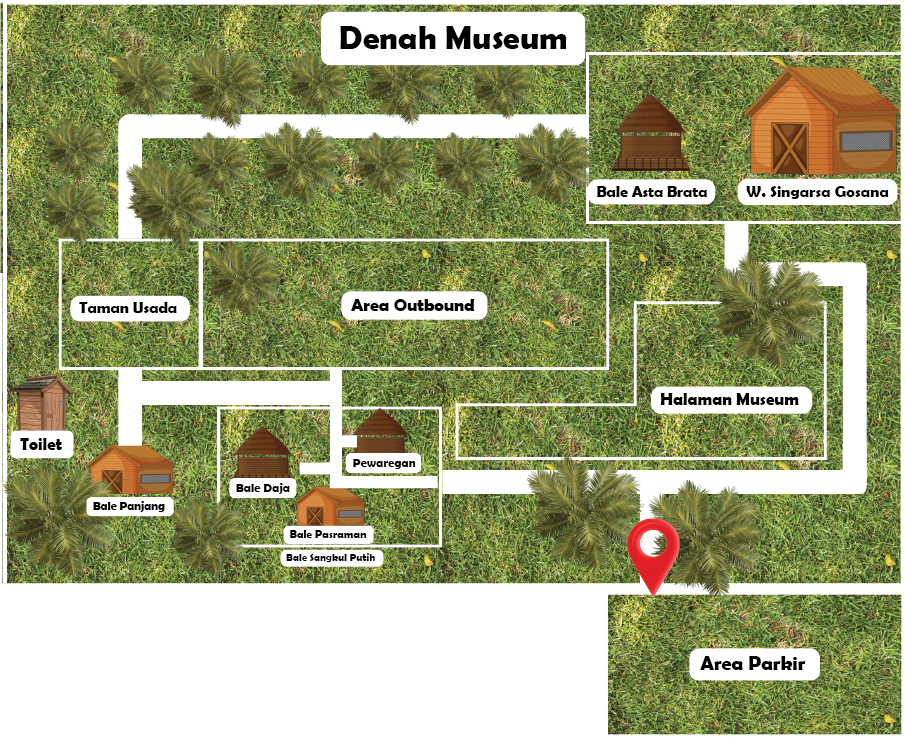 Denah Museum
Bale Asta Brata
W. Singarsa Gosana
Taman Usada
Area Outbound
Halaman Museum
Toilet
Pewaregan
Bale Daja
Bale Panjang
Bale Pasraman
Bale Sangkul Putih
Area Parkir